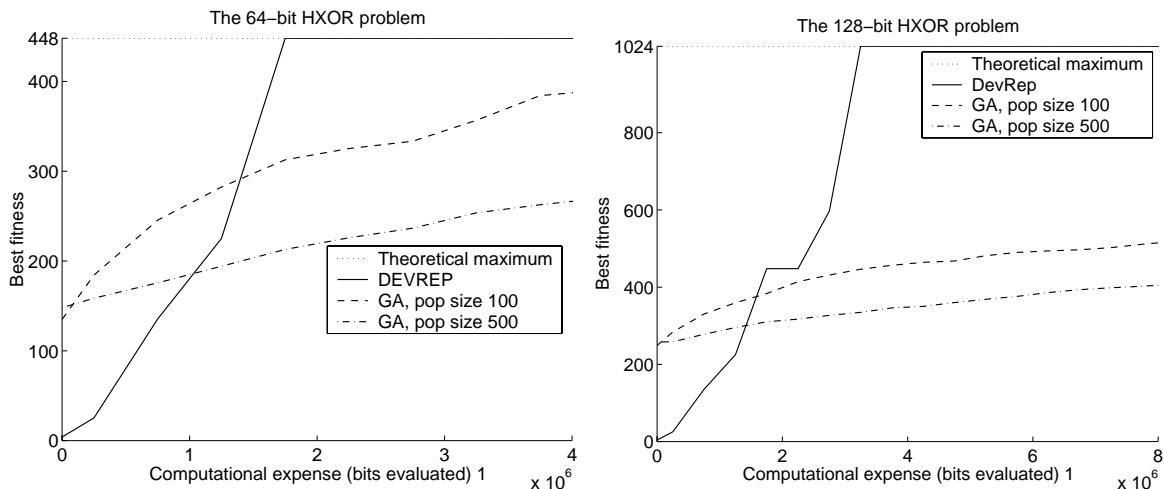 The 64−bit HXOR problem
448
400
300
200
100
0
Best fitness
Theoretical maximum
DEVREP
GA, pop size 100
GA, pop size 500
0 1 2 3 4
Computational expense (bits evaluated) 1
x 10^6
The 128−bit HXOR problem
1024
800
600
400
200
0
Best fitness
Theoretical maximum
DevRep
GA, pop size 100
GA, pop size 500
0 2 4 6 8
Computational expense (bits evaluated) 1
x 10^6